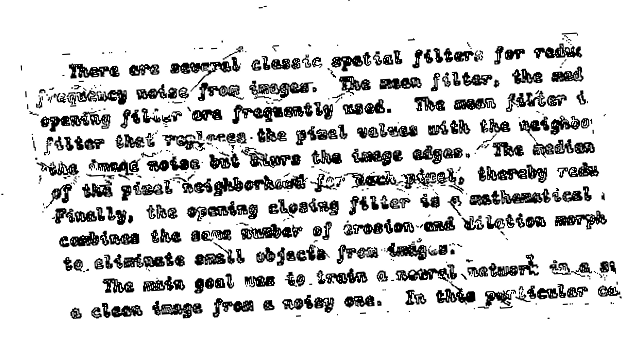 There are several classic spatial filters for reduc
frequency noise from images. The mean filter, the med
opening filter are frequently used. The mean filter i
filter that replaces the pixel values with the neighbo
the image noise but blurs the image edges. The median
of the pixel neighborhood for each pixel, thereby redu
Finally, the opening closing filter is a mathematical
combines the same number of erosion and dilation morph
to eliminate small objects from images.
The main goal was to train a neural network in a su
a clean image from a noisy one. In this particular ca